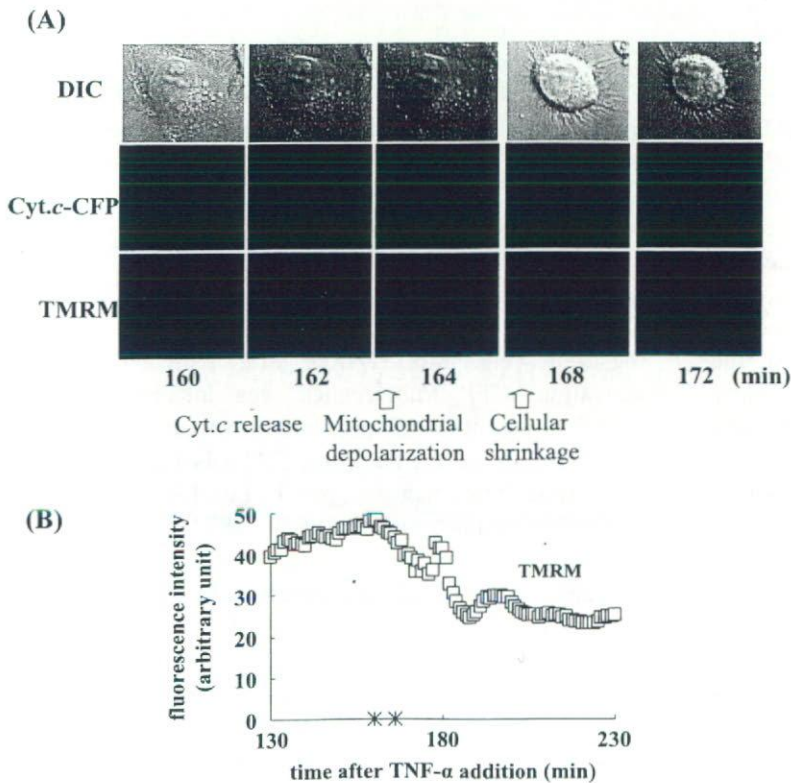 (A)
DIC
Cyt.c-CFP
TMRM
160 162 164 168 172 (min)
Cyt.c release Mitochondrial depolarization Cellular shrinkage
(B)
fluorescence intensity
(arbitrary unit)
50
40
30
20
10
0
TMRM
130 180 230
time after TNF-α addition (min)